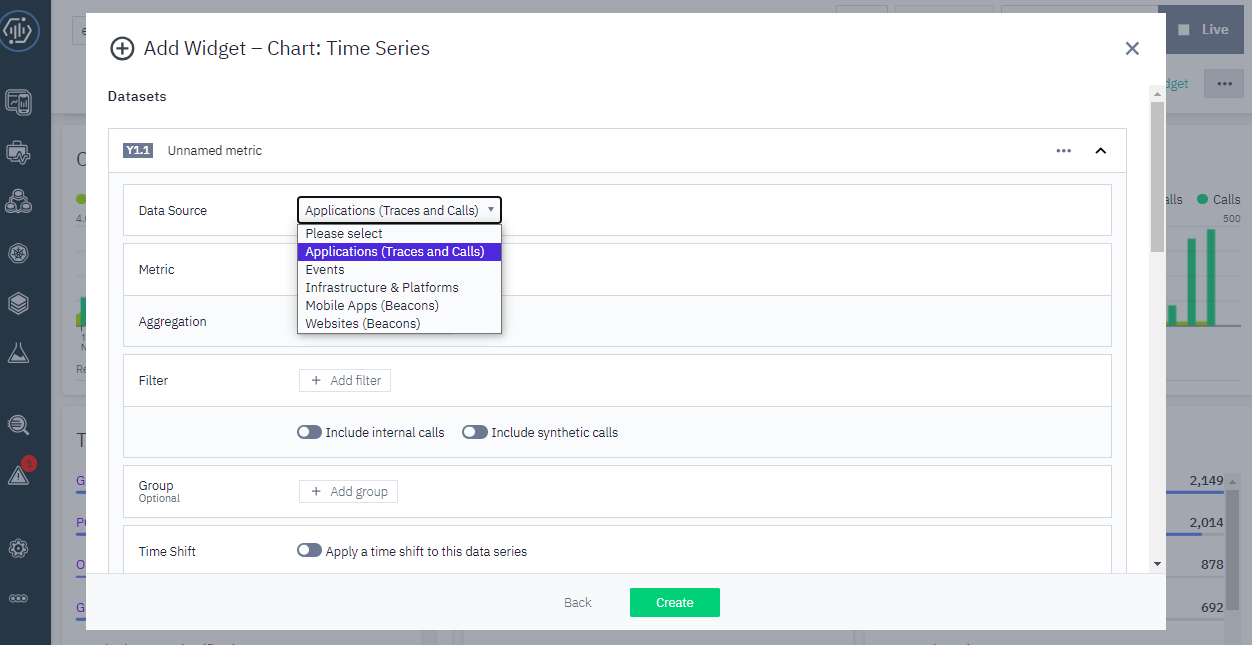 Add Widget – Chart: Time Series
Live
Datasets
Y1.1 Unnamed metric
Data Source
Applications (Traces and Calls)
Please select
Applications (Traces and Calls)
Events
Infrastructure & Platforms
Mobile Apps (Beacons)
Websites (Beacons)
Metric
Aggregation
Filter
Add filter
Include internal calls Include synthetic calls
Group
Optional
Add group
Time Shift
Apply a time shift to this data series
Back Create
Calls
500
2,149
2,014
878
692
1